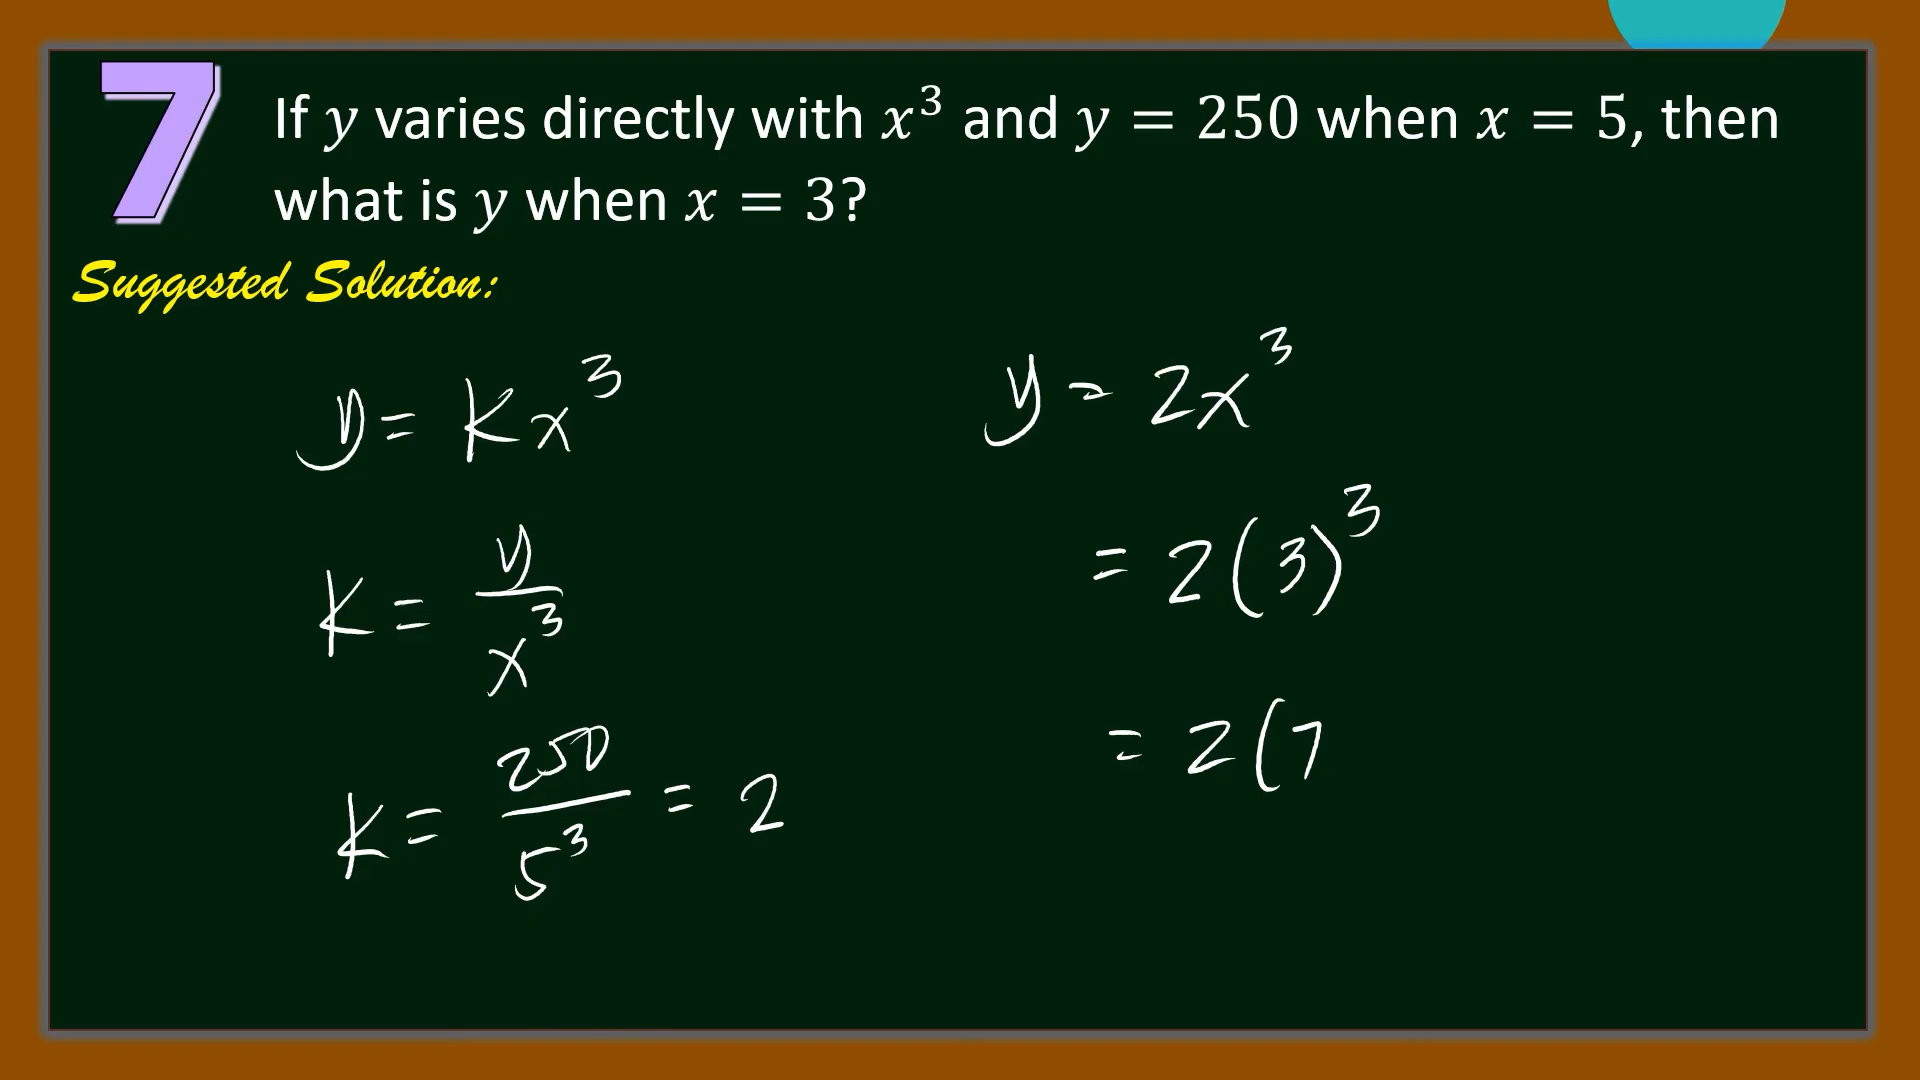 7
If y varies directly with x³ and y = 250 when x = 5, then
what is y when x = 3?
Suggested Solution:
y = Kx³
K = y/x³
K = 250/5³ = 2
y = 2x³
= 2(3)³
= 2(7